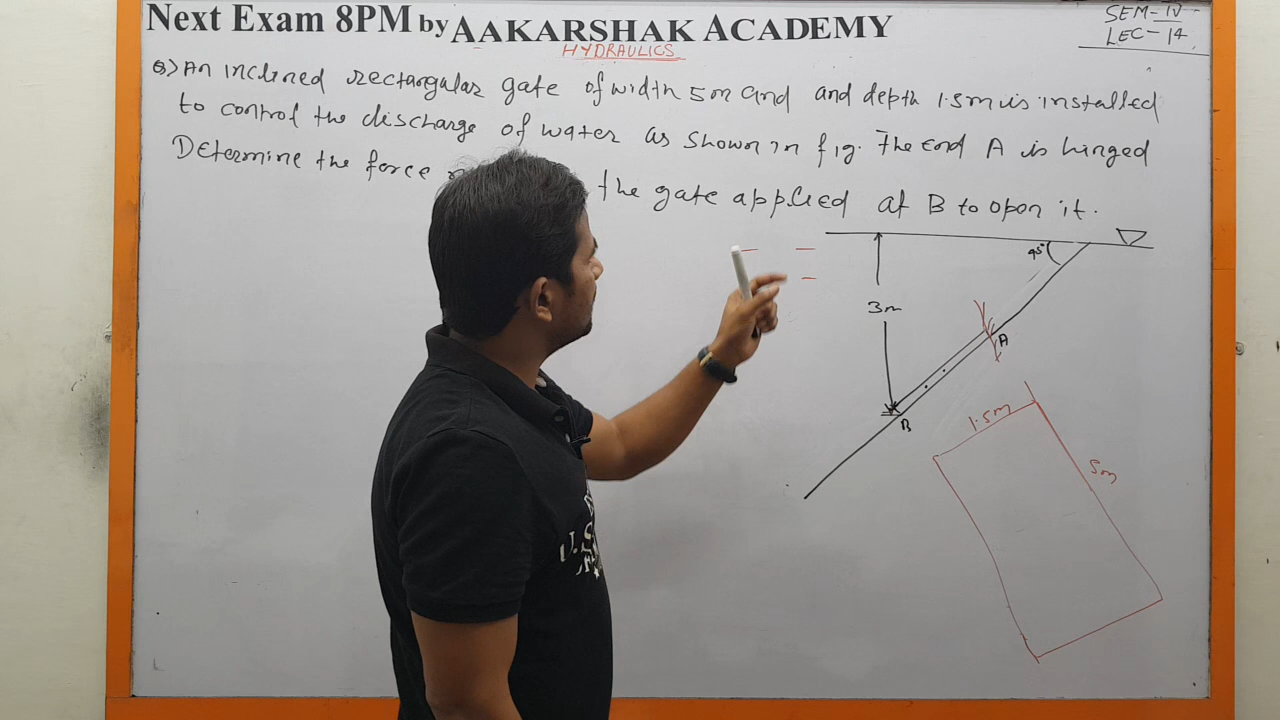 Next Exam 8PM by AAKARSHAK ACADEMY
SEM-IV
LEC-14
HYDRAULICS
Q) An inclined rectangular gate of width 5m and and depth 1.5m is installed
to control the discharge of water as shown in fig. The end A is hinged
Determine the force the gate applied at B to open it.
45°
3m
A
B
1.5m
5m
U.S